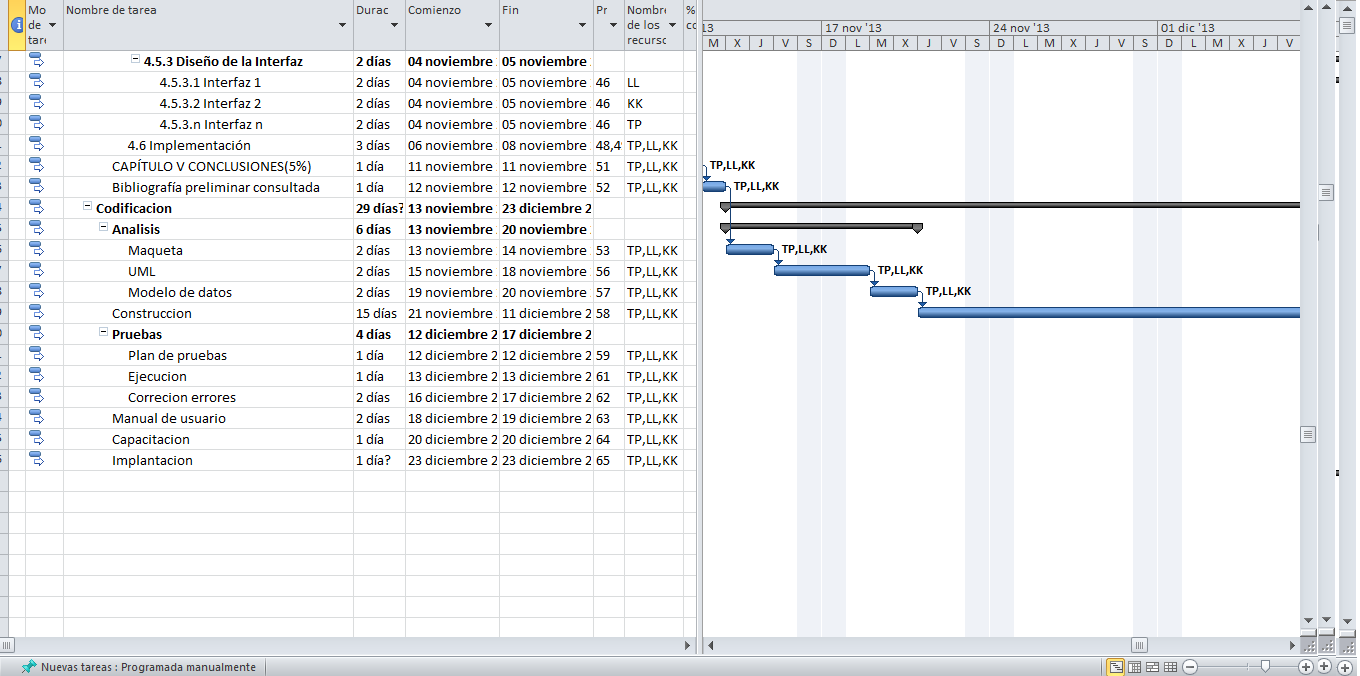 Mo de tare Nombre de tarea Durac Comienzo Fin Pr Nombre de los recurso % co
13 17 nov '13 24 nov '13 01 dic '13
M X J V S D L M X J V S D L M X J V S D L M X J V
4.5.3 Diseño de la Interfaz 2 días 04 noviembre 05 noviembre
4.5.3.1 Interfaz 1 2 días 04 noviembre 05 noviembre 46 LL
4.5.3.2 Interfaz 2 2 días 04 noviembre 05 noviembre 46 KK
4.5.3.n Interfaz n 2 días 04 noviembre 05 noviembre 46 TP
4.6 Implementación 3 días 06 noviembre 08 noviembre 48,4 TP,LL,KK
CAPÍTULO V CONCLUSIONES(5%) 1 día 11 noviembre 11 noviembre 51 TP,LL,KK TP,LL,KK
Bibliografía preliminar consultada 1 día 12 noviembre 12 noviembre 52 TP,LL,KK TP,LL,KK
Codificacion 29 días? 13 noviembre 23 diciembre 2
Analisis 6 días 13 noviembre 20 noviembre
Maqueta 2 días 13 noviembre 14 noviembre 53 TP,LL,KK TP,LL,KK
UML 2 días 15 noviembre 18 noviembre 56 TP,LL,KK TP,LL,KK
Modelo de datos 2 días 19 noviembre 20 noviembre 57 TP,LL,KK TP,LL,KK
Construccion 15 días 21 noviembre 11 diciembre 2 58 TP,LL,KK
Pruebas 4 días 12 diciembre 2 17 diciembre 2
Plan de pruebas 1 día 12 diciembre 2 12 diciembre 2 59 TP,LL,KK
Ejecucion 1 día 13 diciembre 2 13 diciembre 2 61 TP,LL,KK
Correcion errores 2 días 16 diciembre 2 17 diciembre 2 62 TP,LL,KK
Manual de usuario 2 días 18 diciembre 2 19 diciembre 2 63 TP,LL,KK
Capacitacion 1 día 20 diciembre 2 20 diciembre 2 64 TP,LL,KK
Implantacion 1 día? 23 diciembre 2 23 diciembre 2 65 TP,LL,KK
Nuevas tareas : Programada manualmente